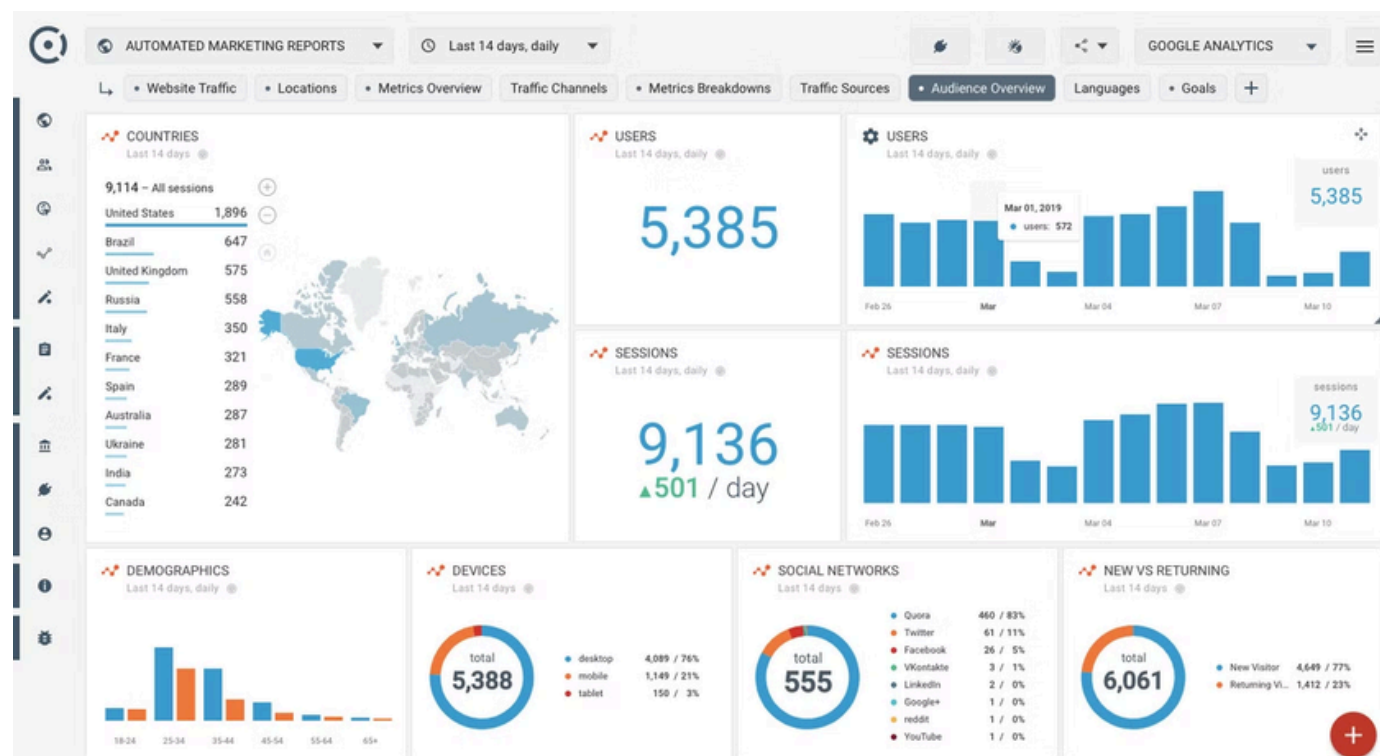 AUTOMATED MARKETING REPORTS
Last 14 days, daily
GOOGLE ANALYTICS
Website Traffic
Locations
Metrics Overview
Traffic Channels
Metrics Breakdowns
Traffic Sources
Audience Overview
Languages
Goals
COUNTRIES
Last 14 days
9,114 – All sessions
United States 1,896
Brazil 647
United Kingdom 575
Russia 558
Italy 350
France 321
Spain 289
Australia 287
Ukraine 281
India 273
Canada 242
USERS
Last 14 days, daily
5,385
USERS
Last 14 days, daily
users
5,385
Mar 01, 2019
users: 572
Feb 26 Mar Mar 04 Mar 07 Mar 10
SESSIONS
Last 14 days, daily
9,136
▲501 / day
SESSIONS
Last 14 days, daily
sessions
9,136
▲501 / day
Feb 26 Mar Mar 04 Mar 07 Mar 10
DEMOGRAPHICS
Last 14 days, daily
18-24 25-34 35-44 45-54 55-64 65+
DEVICES
Last 14 days
total
5,388
desktop 4,089 / 76%
mobile 1,149 / 21%
tablet 150 / 3%
SOCIAL NETWORKS
Last 14 days
total
555
Quora 460 / 83%
Twitter 61 / 11%
Facebook 26 / 5%
VKontakte 3 / 1%
LinkedIn 2 / 0%
Google+ 1 / 0%
reddit 1 / 0%
YouTube 1 / 0%
NEW VS RETURNING
Last 14 days
total
6,061
New Visitor 4,649 / 77%
Returning Vi... 1,412 / 23%